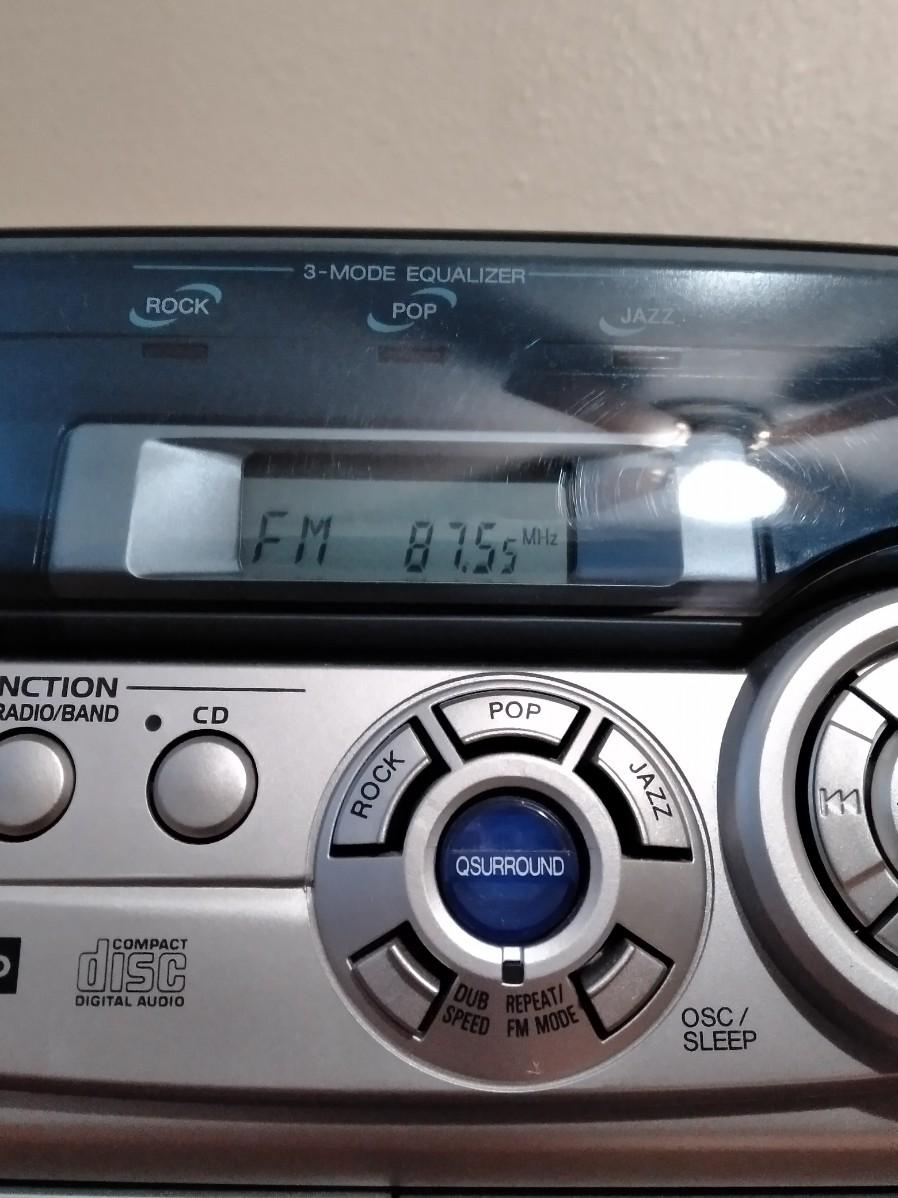 3-MODE EQUALIZER
ROCK POP JAZZ
FM 87.55 MHz
NCTION
RADIO/BAND CD
ROCK POP JAZZ
QSURROUND
COMPACT
disc
DIGITAL AUDIO
DUB
SPEED
REPEAT/
FM MODE
OSC/
SLEEP